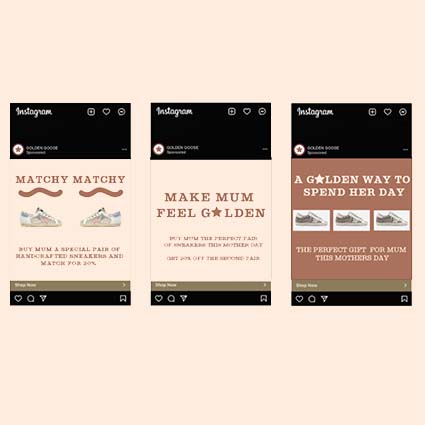 Instagram
GOLDEN GOOSE
Sponsored
MATCHY MATCHY
BUY MUM A SPECIAL PAIR OF
HANDCRAFTED SNEAKERS AND
MATCH FOR 20%
Shop Now
Instagram
GOLDEN GOOSE
Sponsored
MAKE MUM
FEEL G★LDEN
BUY MUM THE PERFECT PAIR
OF SNEAKERS THIS MOTHER DAY
GET 20% OFF THE SECOND PAIR
Shop Now
Instagram
GOLDEN GOOSE
Sponsored
A G★LDEN WAY TO
SPEND HER DAY
THE PERFECT GIFT FOR MUM
THIS MOTHERS DAY
Shop Now